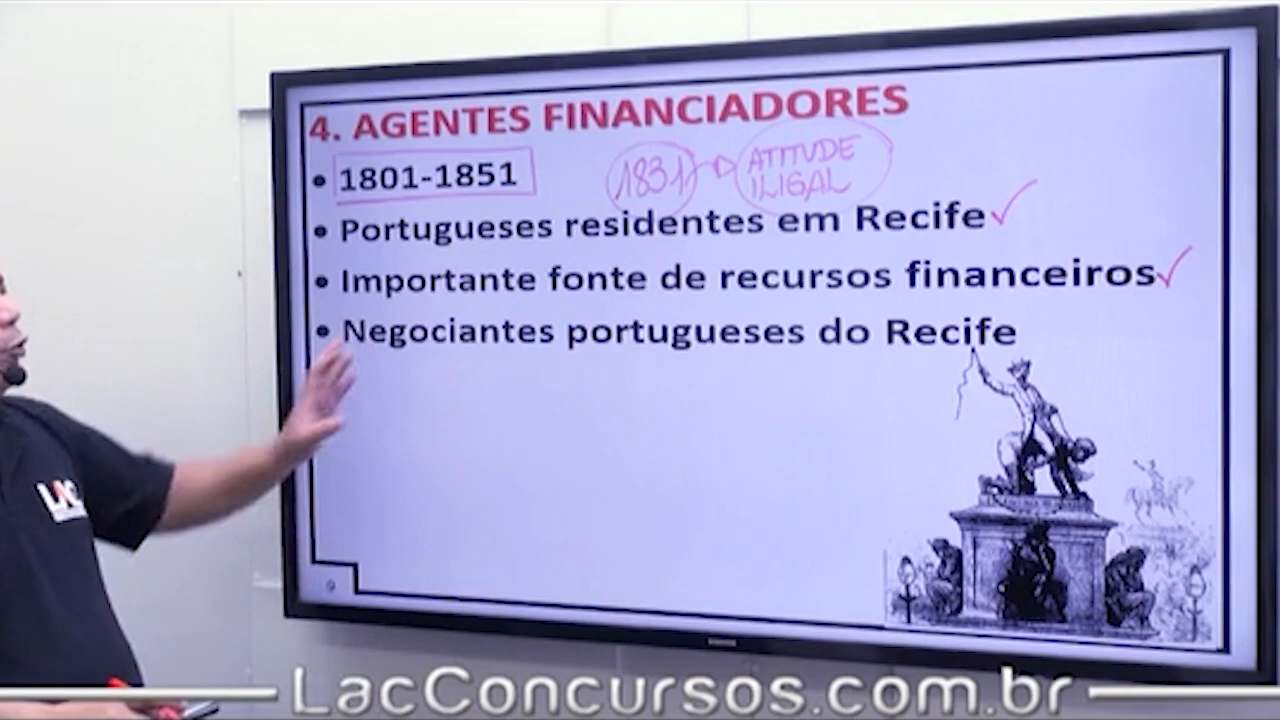 4. AGENTES FINANCIADORES
• 1801-1851
1831
ATITUDE
ILIGAL
• Portugueses residentes em Recife
• Importante fonte de recursos financeiros
• Negociantes portugueses do Recife
9
LAC
LacConcursos.com.br